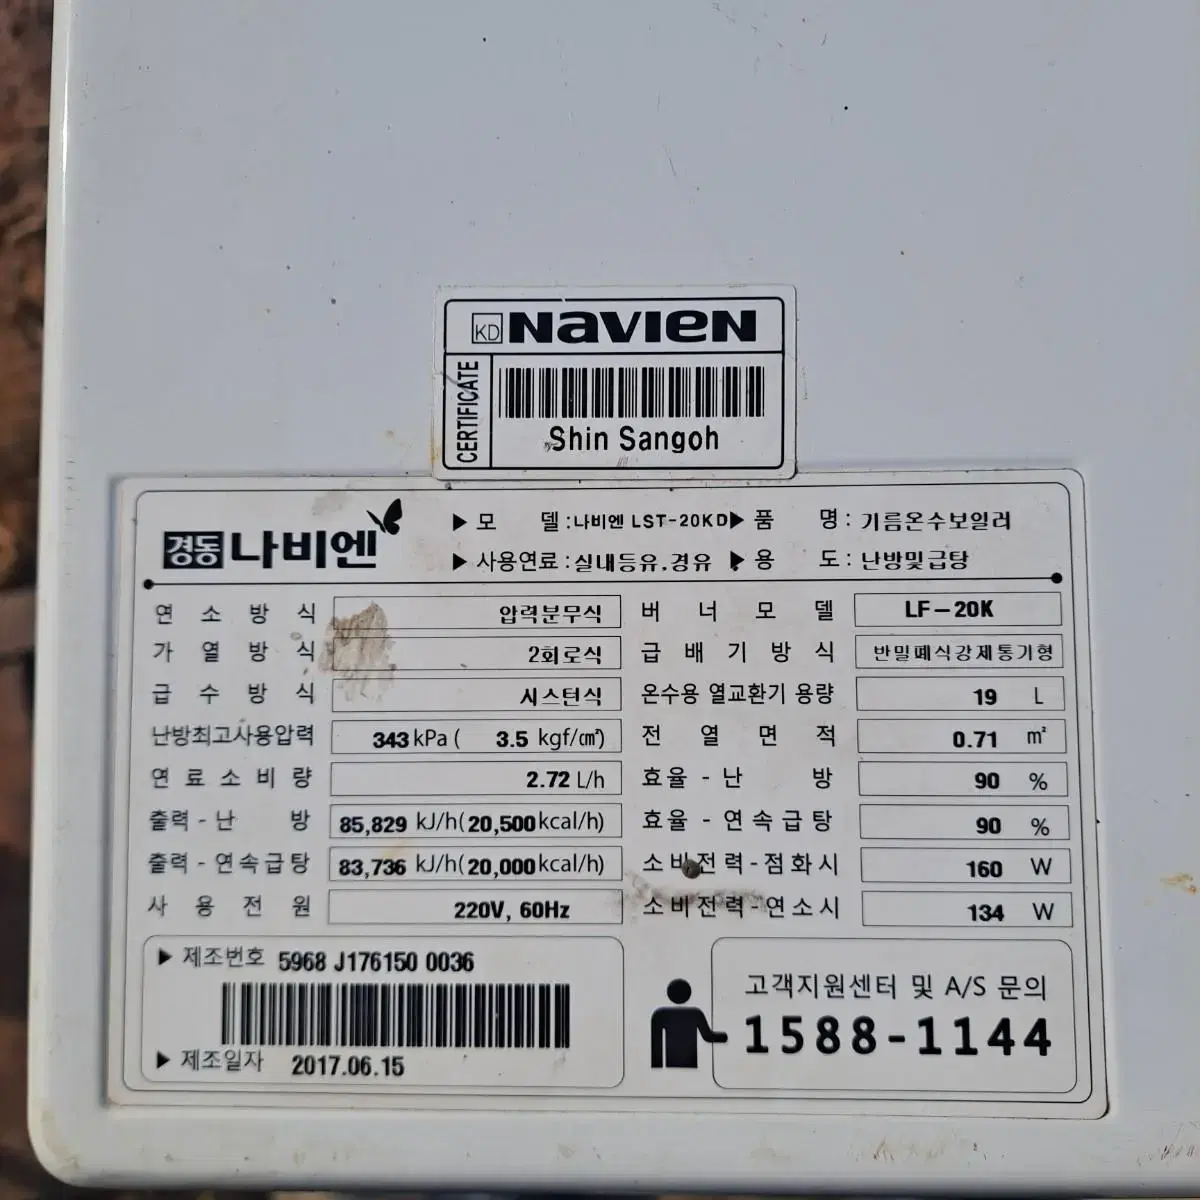 KD NAVIEN
CERTIFICATE
Shin Sangoh
경동 나비엔
▶ 모 델 : 나비엔 LST-20KD ▶ 품 명 : 기름온수보일러
▶ 사용연료 : 실내등유.경유 ▶ 용 도 : 난방및급탕
연소방식 압력분무식 버너모델 LF-20K
가열방식 2회로식 급배기방식 반밀폐식강제통기형
급수방식 시스턴식 온수용 열교환기 용량 19 L
난방최고사용압력 343 kPa ( 3.5 kgf/㎠) 전열면적 0.71 m²
연료소비량 2.72 L/h 효율-난방 90 %
출력-난방 85,829 kJ/h(20,500kcal/h) 효율-연속급탕 90 %
출력-연속급탕 83,736 kJ/h(20,000kcal/h) 소비전력-점화시 160 W
사용전원 220V, 60Hz 소비전력-연소시 134 W
▶ 제조번호 5968 J176150 0036
▶ 제조일자 2017.06.15
고객지원센터 및 A/S 문의
1588-1144